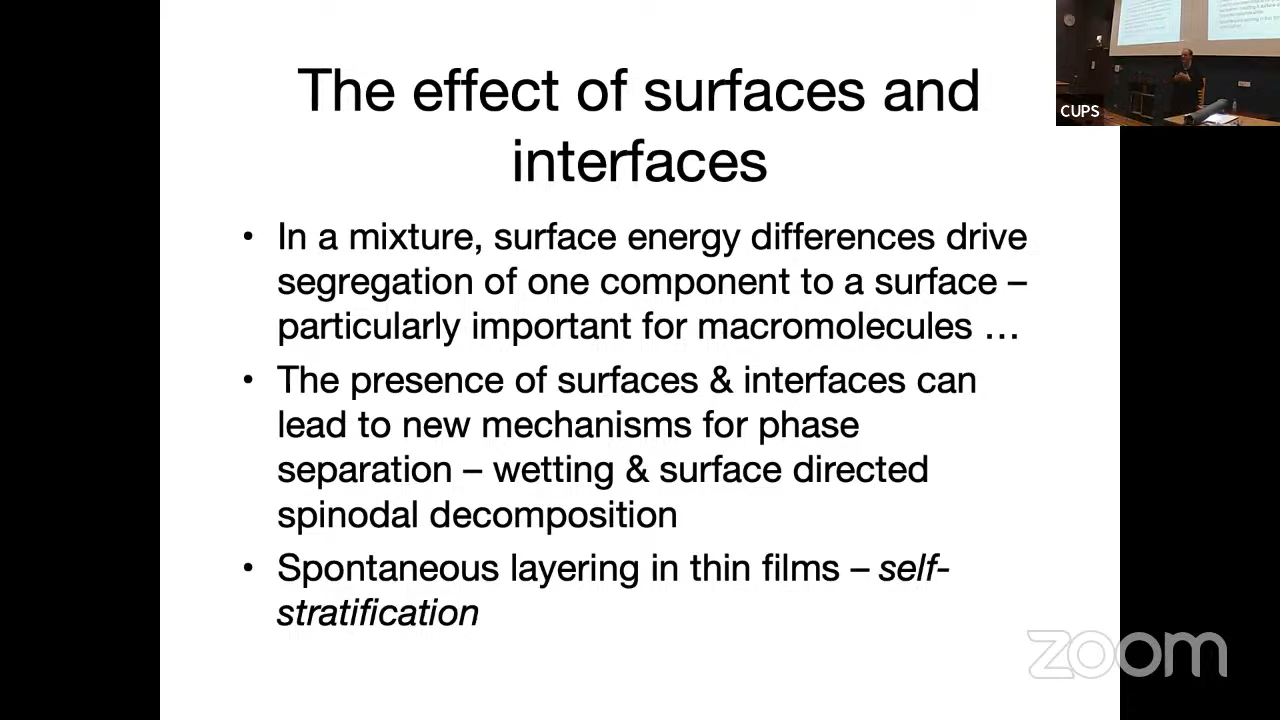 The effect of surfaces and
interfaces
• In a mixture, surface energy differences drive
segregation of one component to a surface –
particularly important for macromolecules …
• The presence of surfaces & interfaces can
lead to new mechanisms for phase
separation – wetting & surface directed
spinodal decomposition
• Spontaneous layering in thin films – self-
stratification
CUPS
zoom